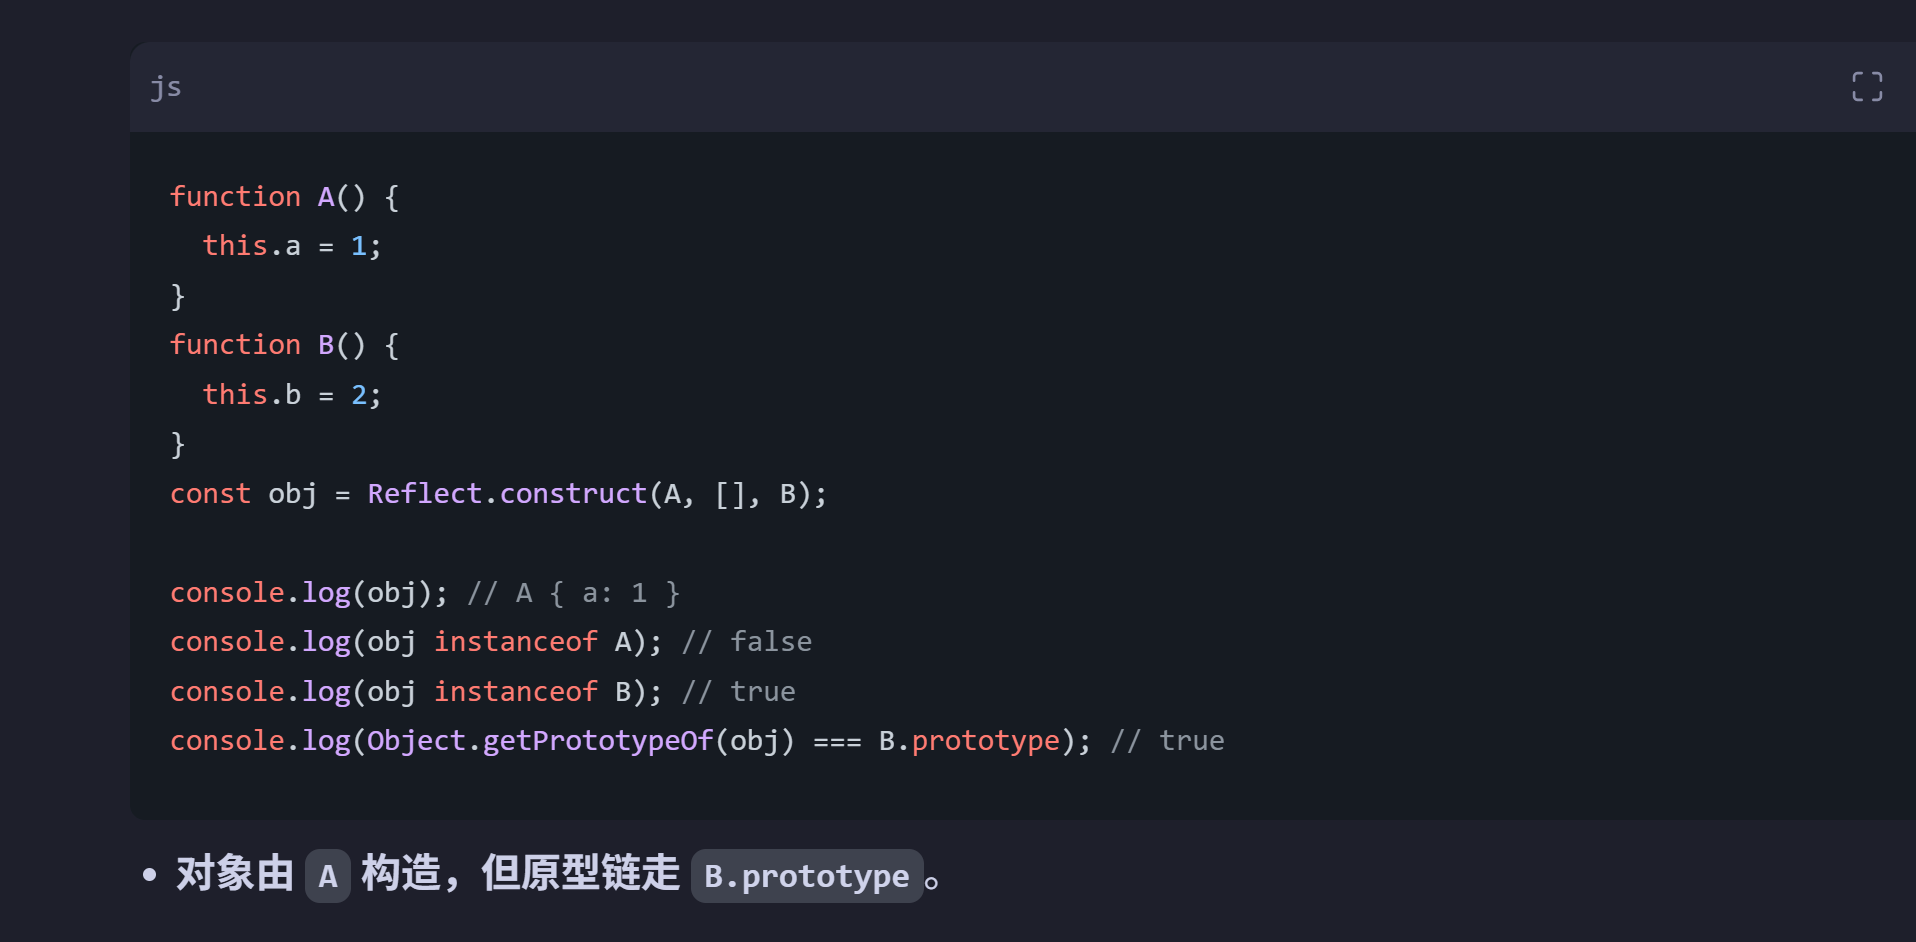 js
function A() {
  this.a = 1;
}
function B() {
  this.b = 2;
}
const obj = Reflect.construct(A, [], B);
console.log(obj); // A { a: 1 }
console.log(obj instanceof A); // false
console.log(obj instanceof B); // true
console.log(Object.getPrototypeOf(obj) === B.prototype); // true
• 对象由 A 构造，但原型链走 B.prototype。